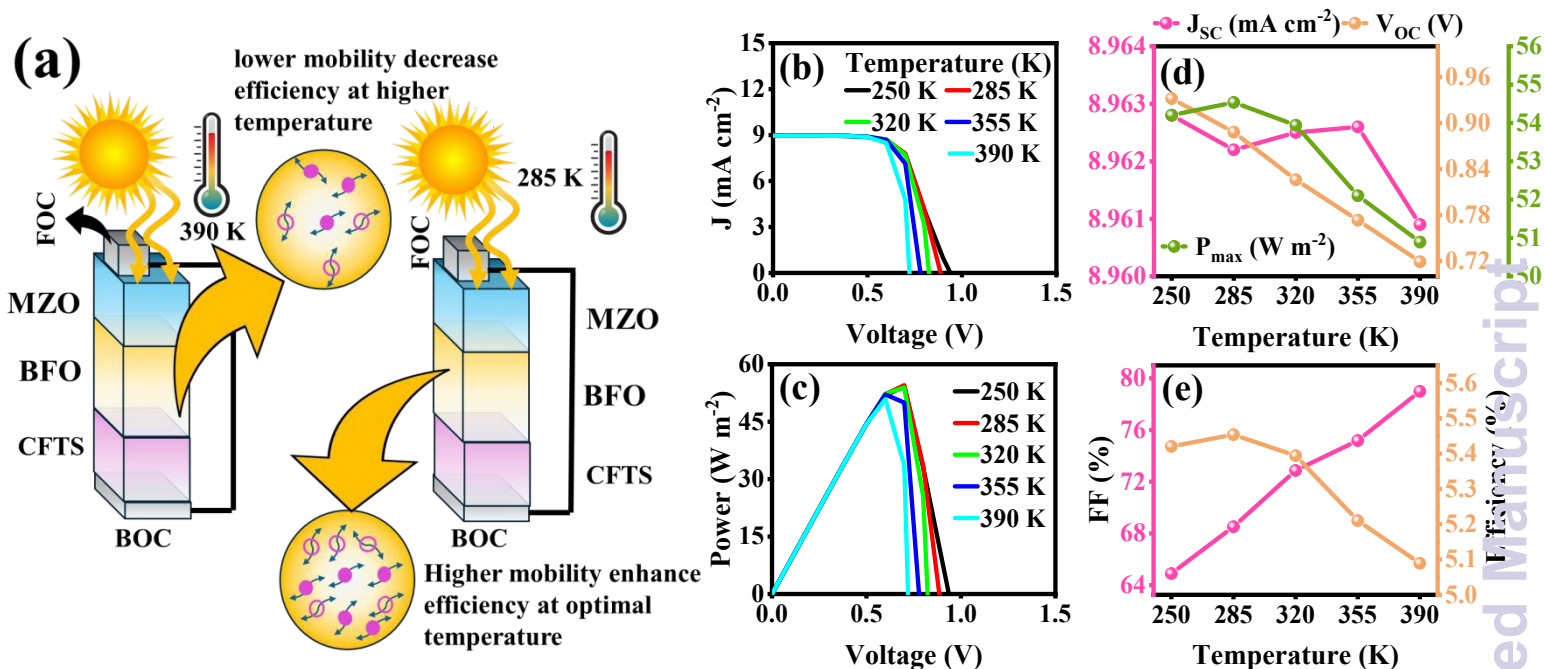 (a)
lower mobility decrease
efficiency at higher
temperature
390 K
285 K
FOC
FOC
MZO
BFO
CFTS
BOC
MZO
BFO
CFTS
BOC
Higher mobility enhance
efficiency at optimal
temperature
(b)
Temperature (K)
250 K 285 K
320 K 355 K
390 K
J (mA cm-2)
15
12
9
6
3
0
0.0 0.5 1.0 1.5
Voltage (V)
(c)
250 K
285 K
320 K
355 K
390 K
Power (W m-2)
60
45
30
15
0
0.0 0.5 1.0 1.5
Voltage (V)
JSC (mA cm-2) VOC (V)
(d)
Pmax (W m-2)
8.964
8.963
8.962
8.961
8.960
0.96
0.90
0.84
0.78
0.72
56
55
54
53
52
51
50
250 285 320 355 390
Temperature (K)
(e)
FF (%)
80
76
72
68
64
5.6
5.5
5.4
5.3
5.2
5.1
5.0
Efficiency (%)
250 285 320 355 390
Temperature (K)
ed Manuscript